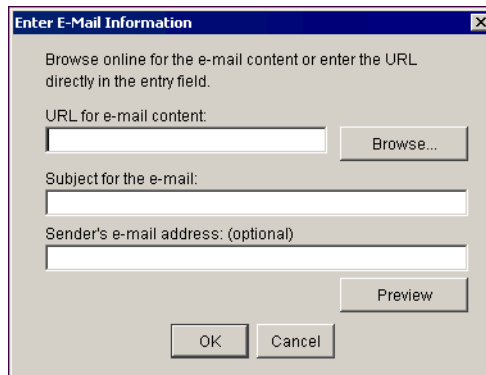 Enter E-Mail Information
Browse online for the e-mail content or enter the URL
directly in the entry field.
URL for e-mail content:
Browse...
Subject for the e-mail:
Sender's e-mail address: (optional)
Preview
OK Cancel